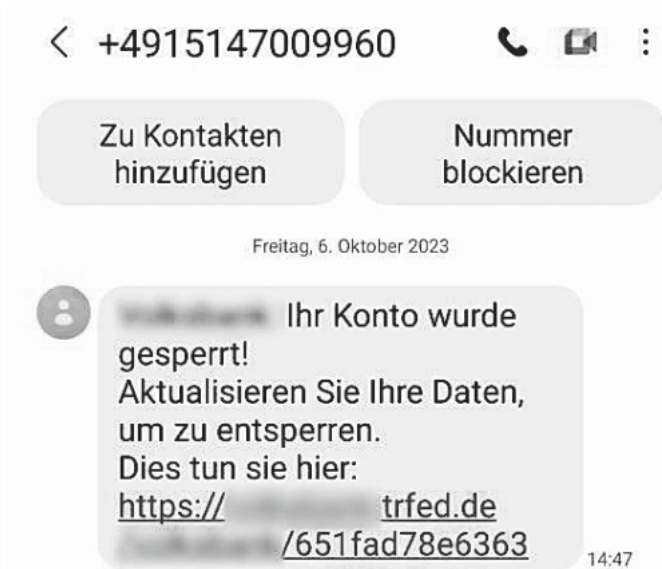 +4915147009960
Zu Kontakten
hinzufügen
Nummer
blockieren
Freitag, 6. Oktober 2023
Ihr Konto wurde
gesperrt!
Aktualisieren Sie Ihre Daten,
um zu entsperren.
Dies tun sie hier:
https:// trfed.de
/651fad78e6363
14:47